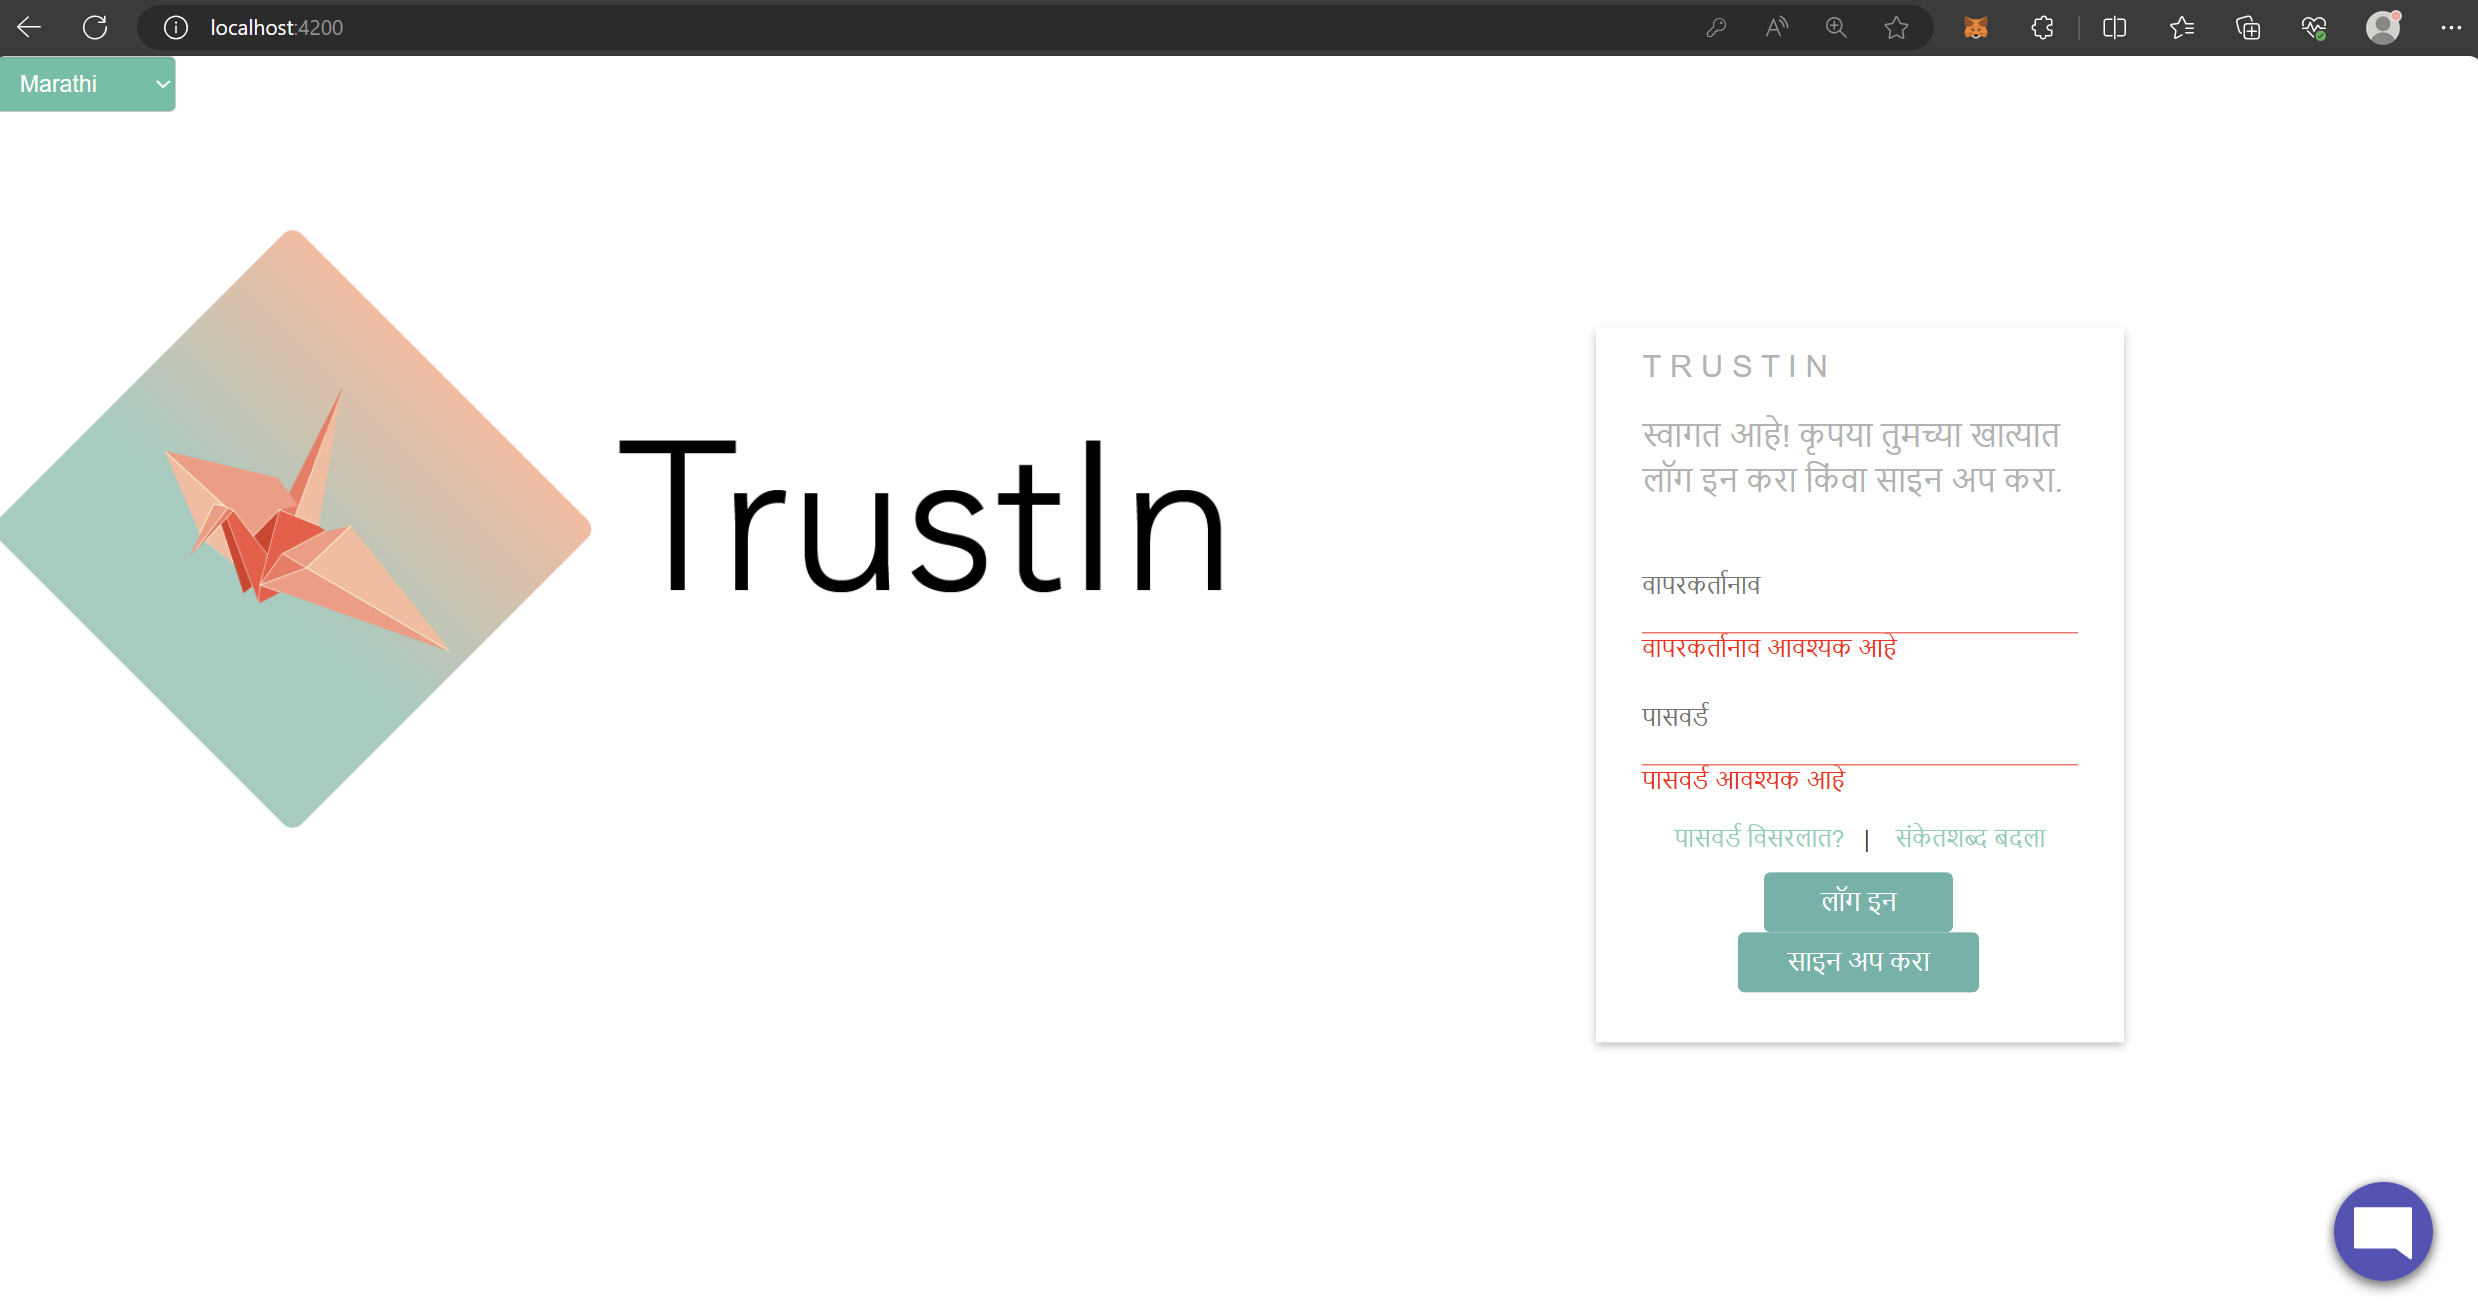 localhost:4200
Marathi
TrustIn
TRUSTIN
स्वागत आहे! कृपया तुमच्या खात्यात
लॉग इन करा किंवा साइन अप करा.
वापरकर्तानाव
वापरकर्तानाव आवश्यक आहे
पासवर्ड
पासवर्ड आवश्यक आहे
पासवर्ड विसरलात? | संकेतशब्द बदला
लॉग इन
साइन अप करा